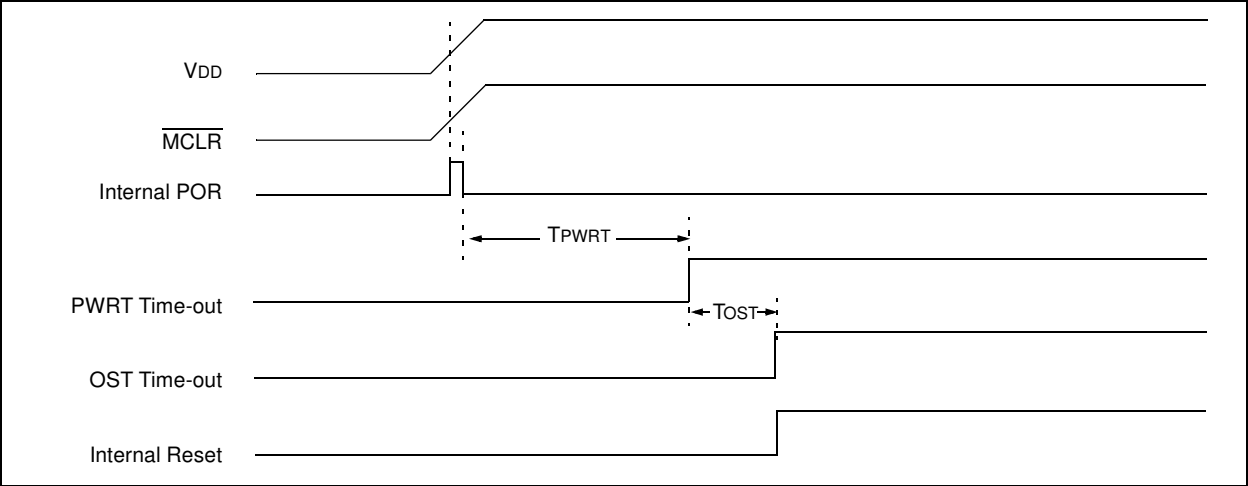 VDD
MCLR
Internal POR
TPWRT
PWRT Time-out
TOST
OST Time-out
Internal Reset